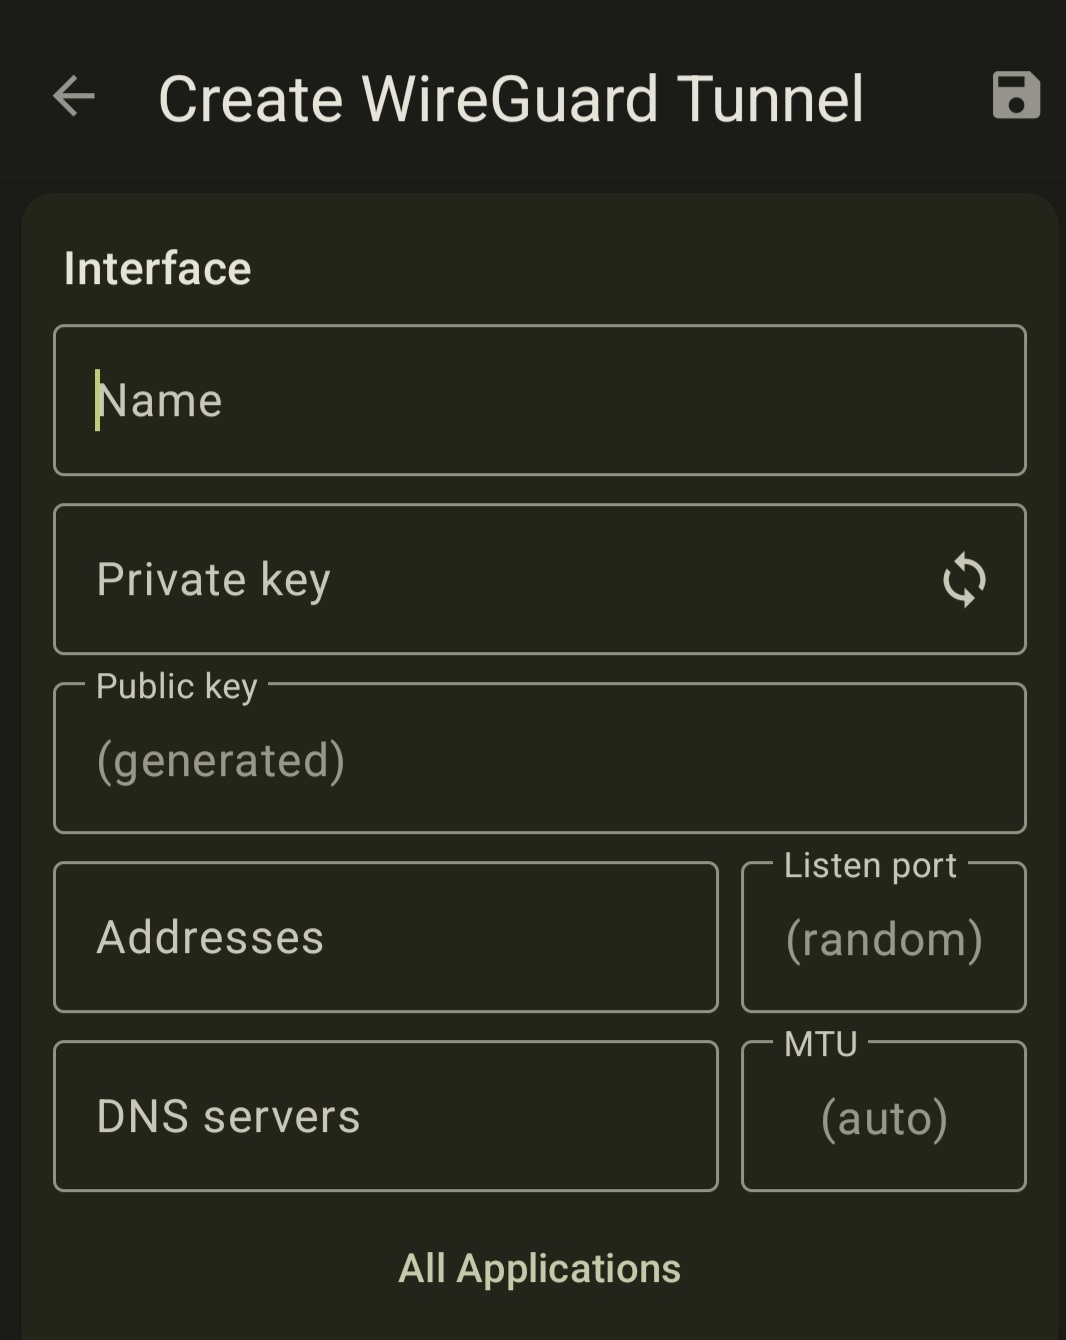 Create WireGuard Tunnel
Interface
Name
Private key
Public key
(generated)
Addresses
Listen port
(random)
DNS servers
MTU
(auto)
All Applications